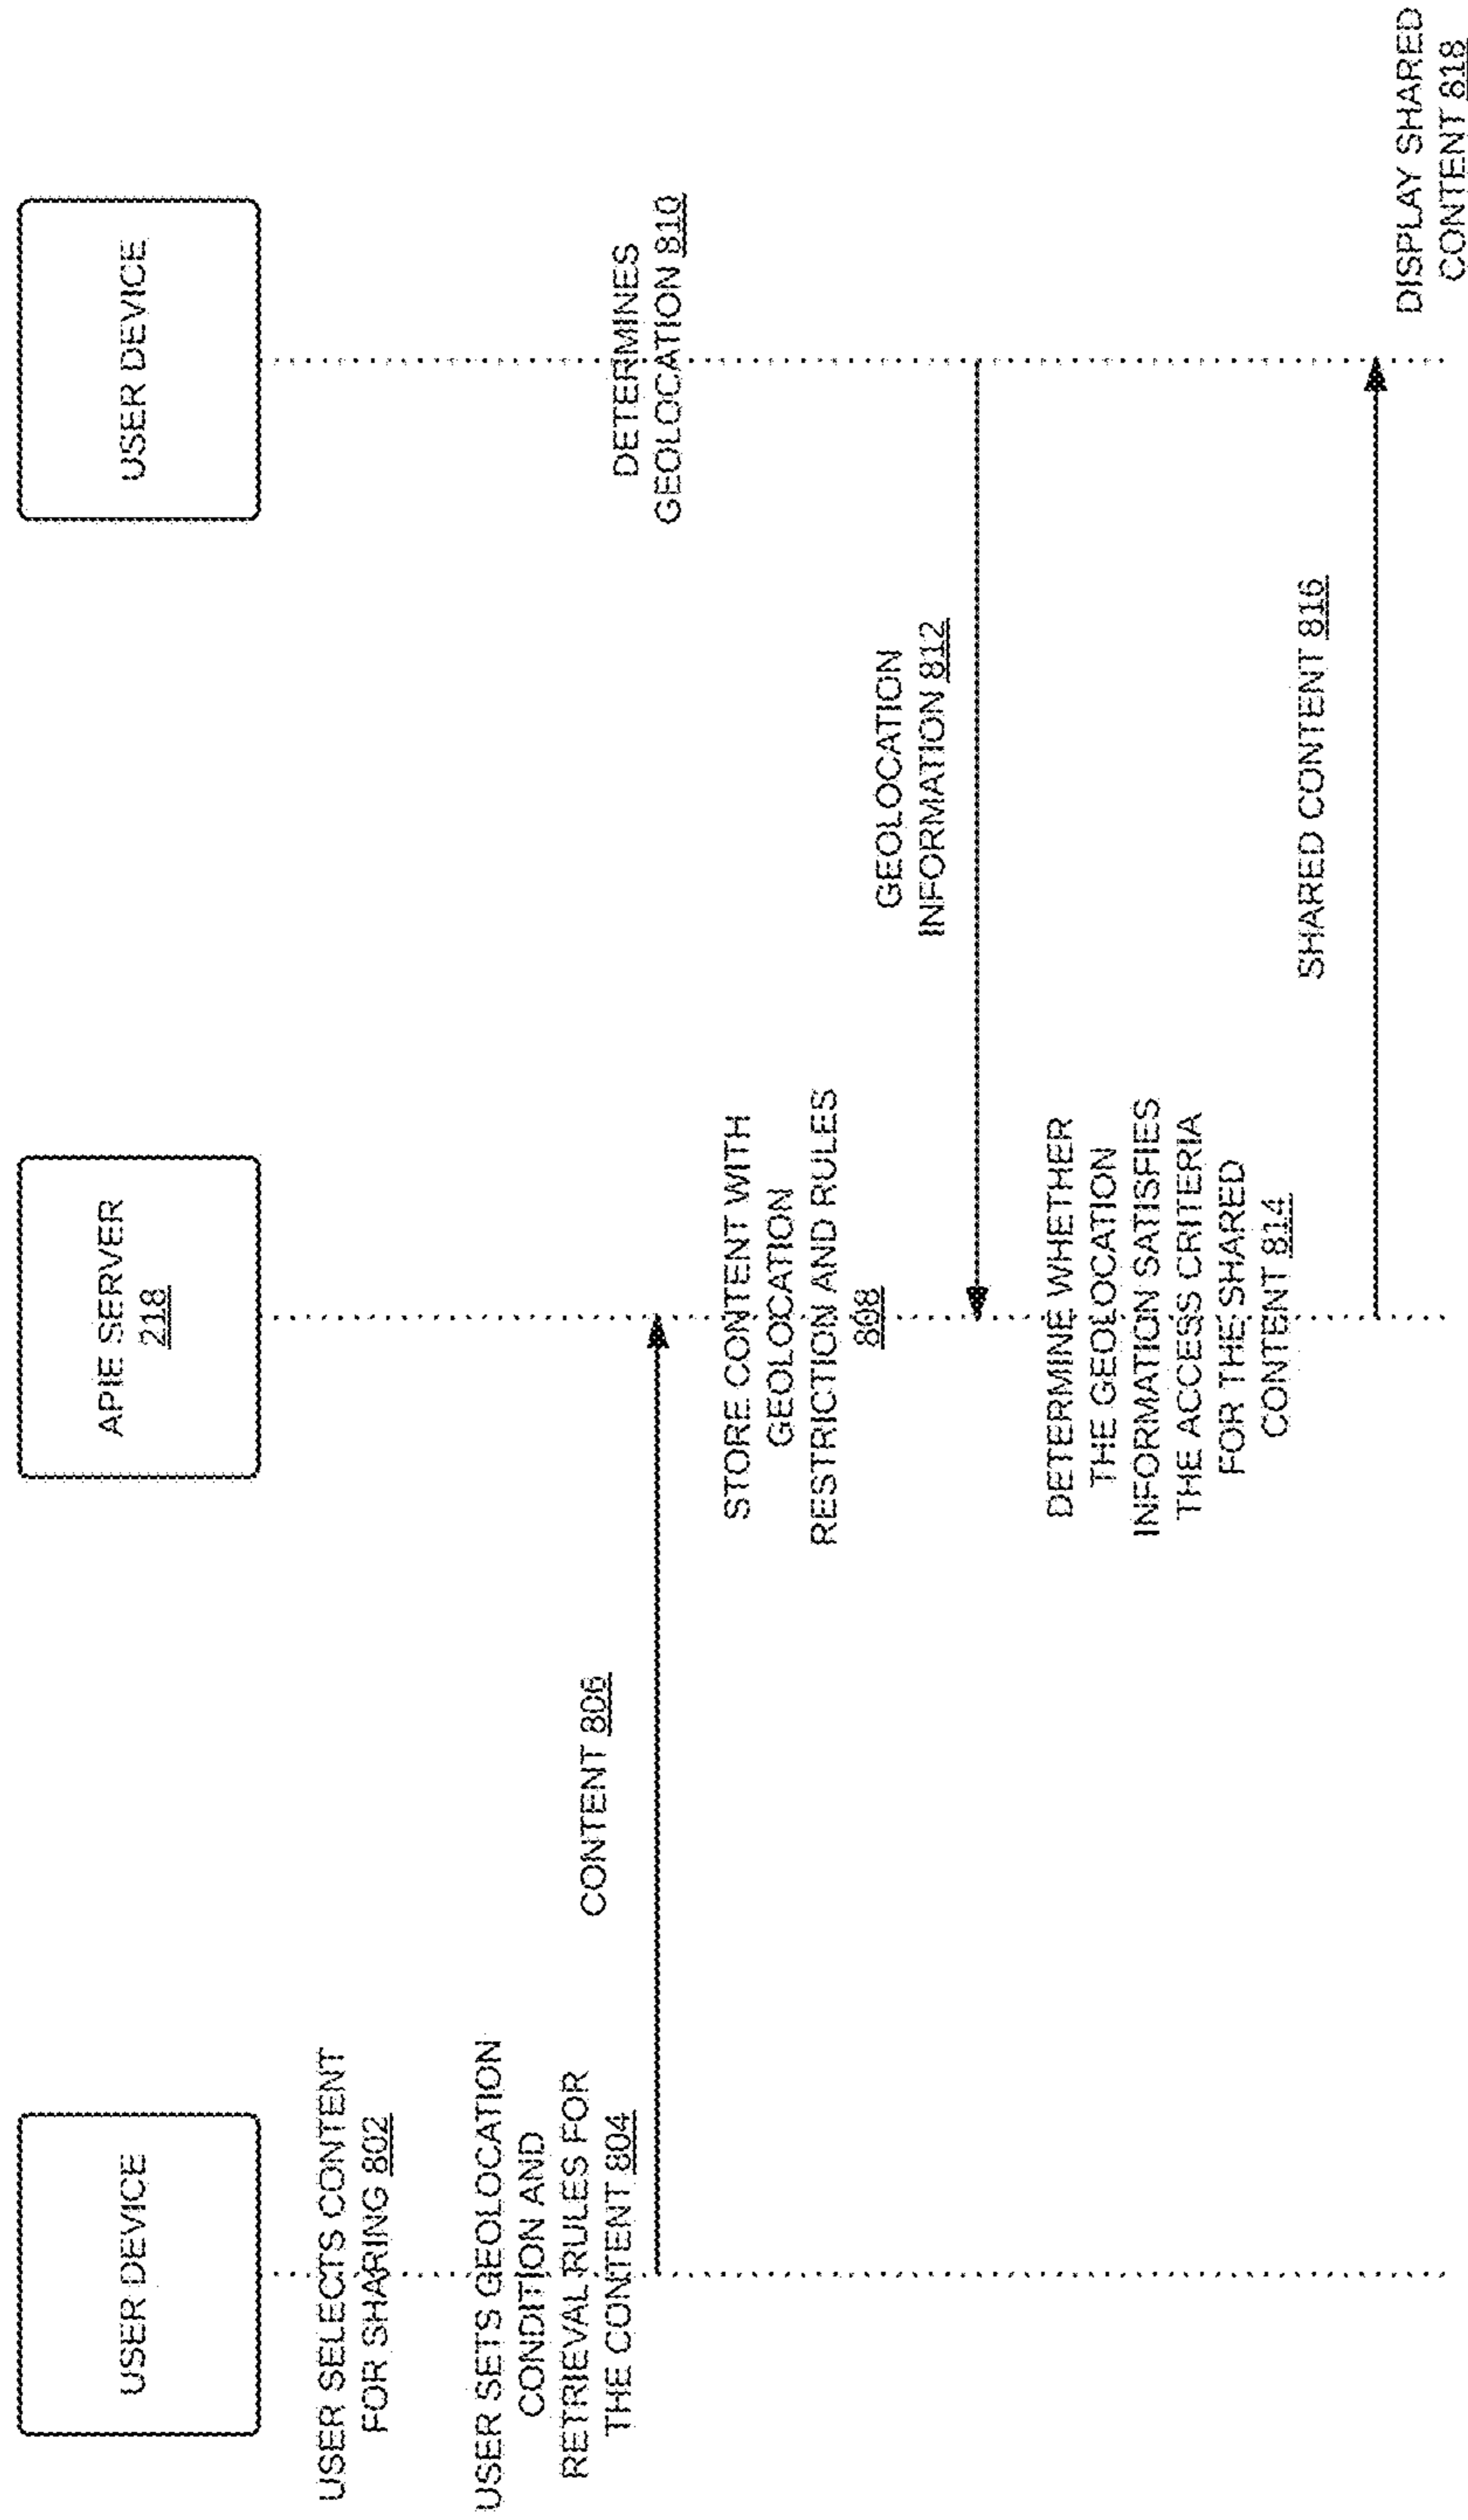 USER DEVICE
APIE SERVER
218
USER DEVICE
USER SELECTS CONTENT
FOR SHARING 802
USER SETS GEOLOCATION
CONDITION AND
RETRIEVAL RULES FOR
THE CONTENT 804
CONTENT 806
DETERMINES
GEOLOCATION 810
STORE CONTENT WITH
GEOLOCATION
RESTRICTION AND RULES
808
GEOLOCATION
INFORMATION 812
DETERMINE WHETHER
THE GEOLOCATION
INFORMATION SATISFIES
THE ACCESS CRITERIA
FOR THE SHARED
CONTENT 814
SHARED CONTENT 816
DISPLAY SHARED
CONTENT 818